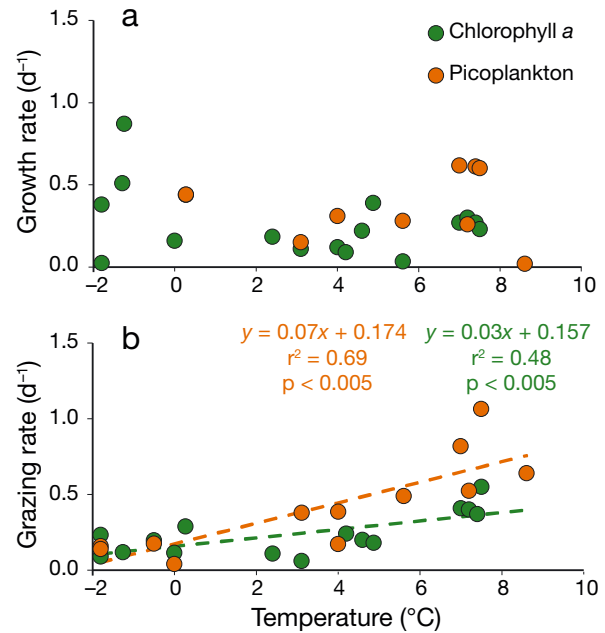 a
Chlorophyll a
Picoplankton
Growth rate (d⁻¹)
1.5
1.0
0.5
0.0
−2 0 2 4 6 8 10
b
y = 0.07x + 0.174
r² = 0.69
p < 0.005
y = 0.03x + 0.157
r² = 0.48
p < 0.005
Grazing rate (d⁻¹)
1.5
1.0
0.5
0.0
−2 0 2 4 6 8 10
Temperature (°C)